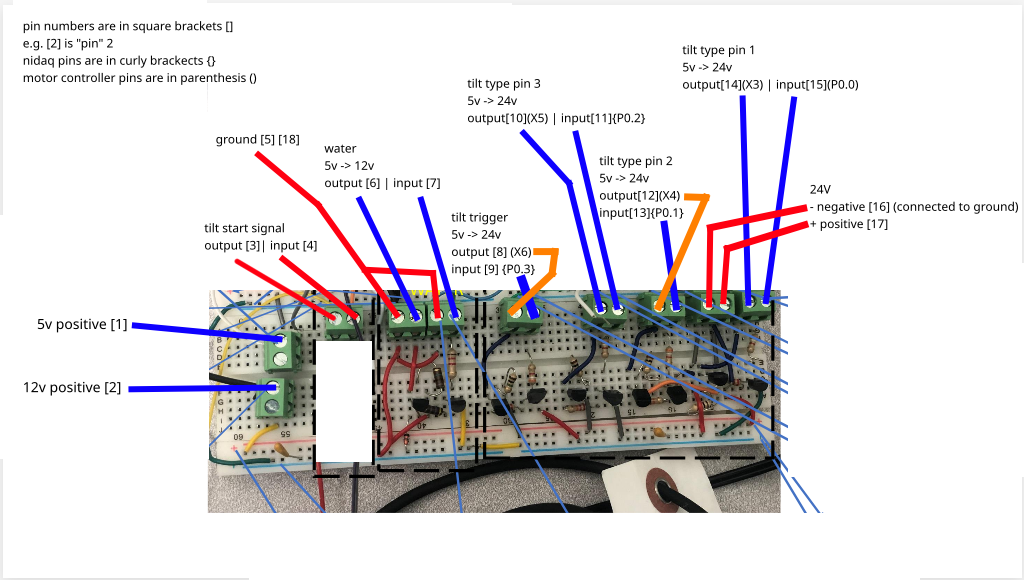 pin numbers are in square brackets []
e.g. [2] is "pin" 2
nidaq pins are in curly brackects {}
motor controller pins are in parenthesis ()
tilt type pin 1
5v -> 24v
output[14](X3) | input[15](P0.0)
tilt type pin 3
5v -> 24v
output[10](X5) | input[11]{P0.2}
ground [5] [18]
water
5v -> 12v
output [6] | input [7]
tilt type pin 2
5v -> 24v
output[12](X4)
input[13]{P0.1}
24V
- negative [16] (connected to ground)
+ positive [17]
tilt trigger
5v -> 24v
output [8] (X6)
input [9] {P0.3}
tilt start signal
output [3]| input [4]
5v positive [1]
12v positive [2]
60
55